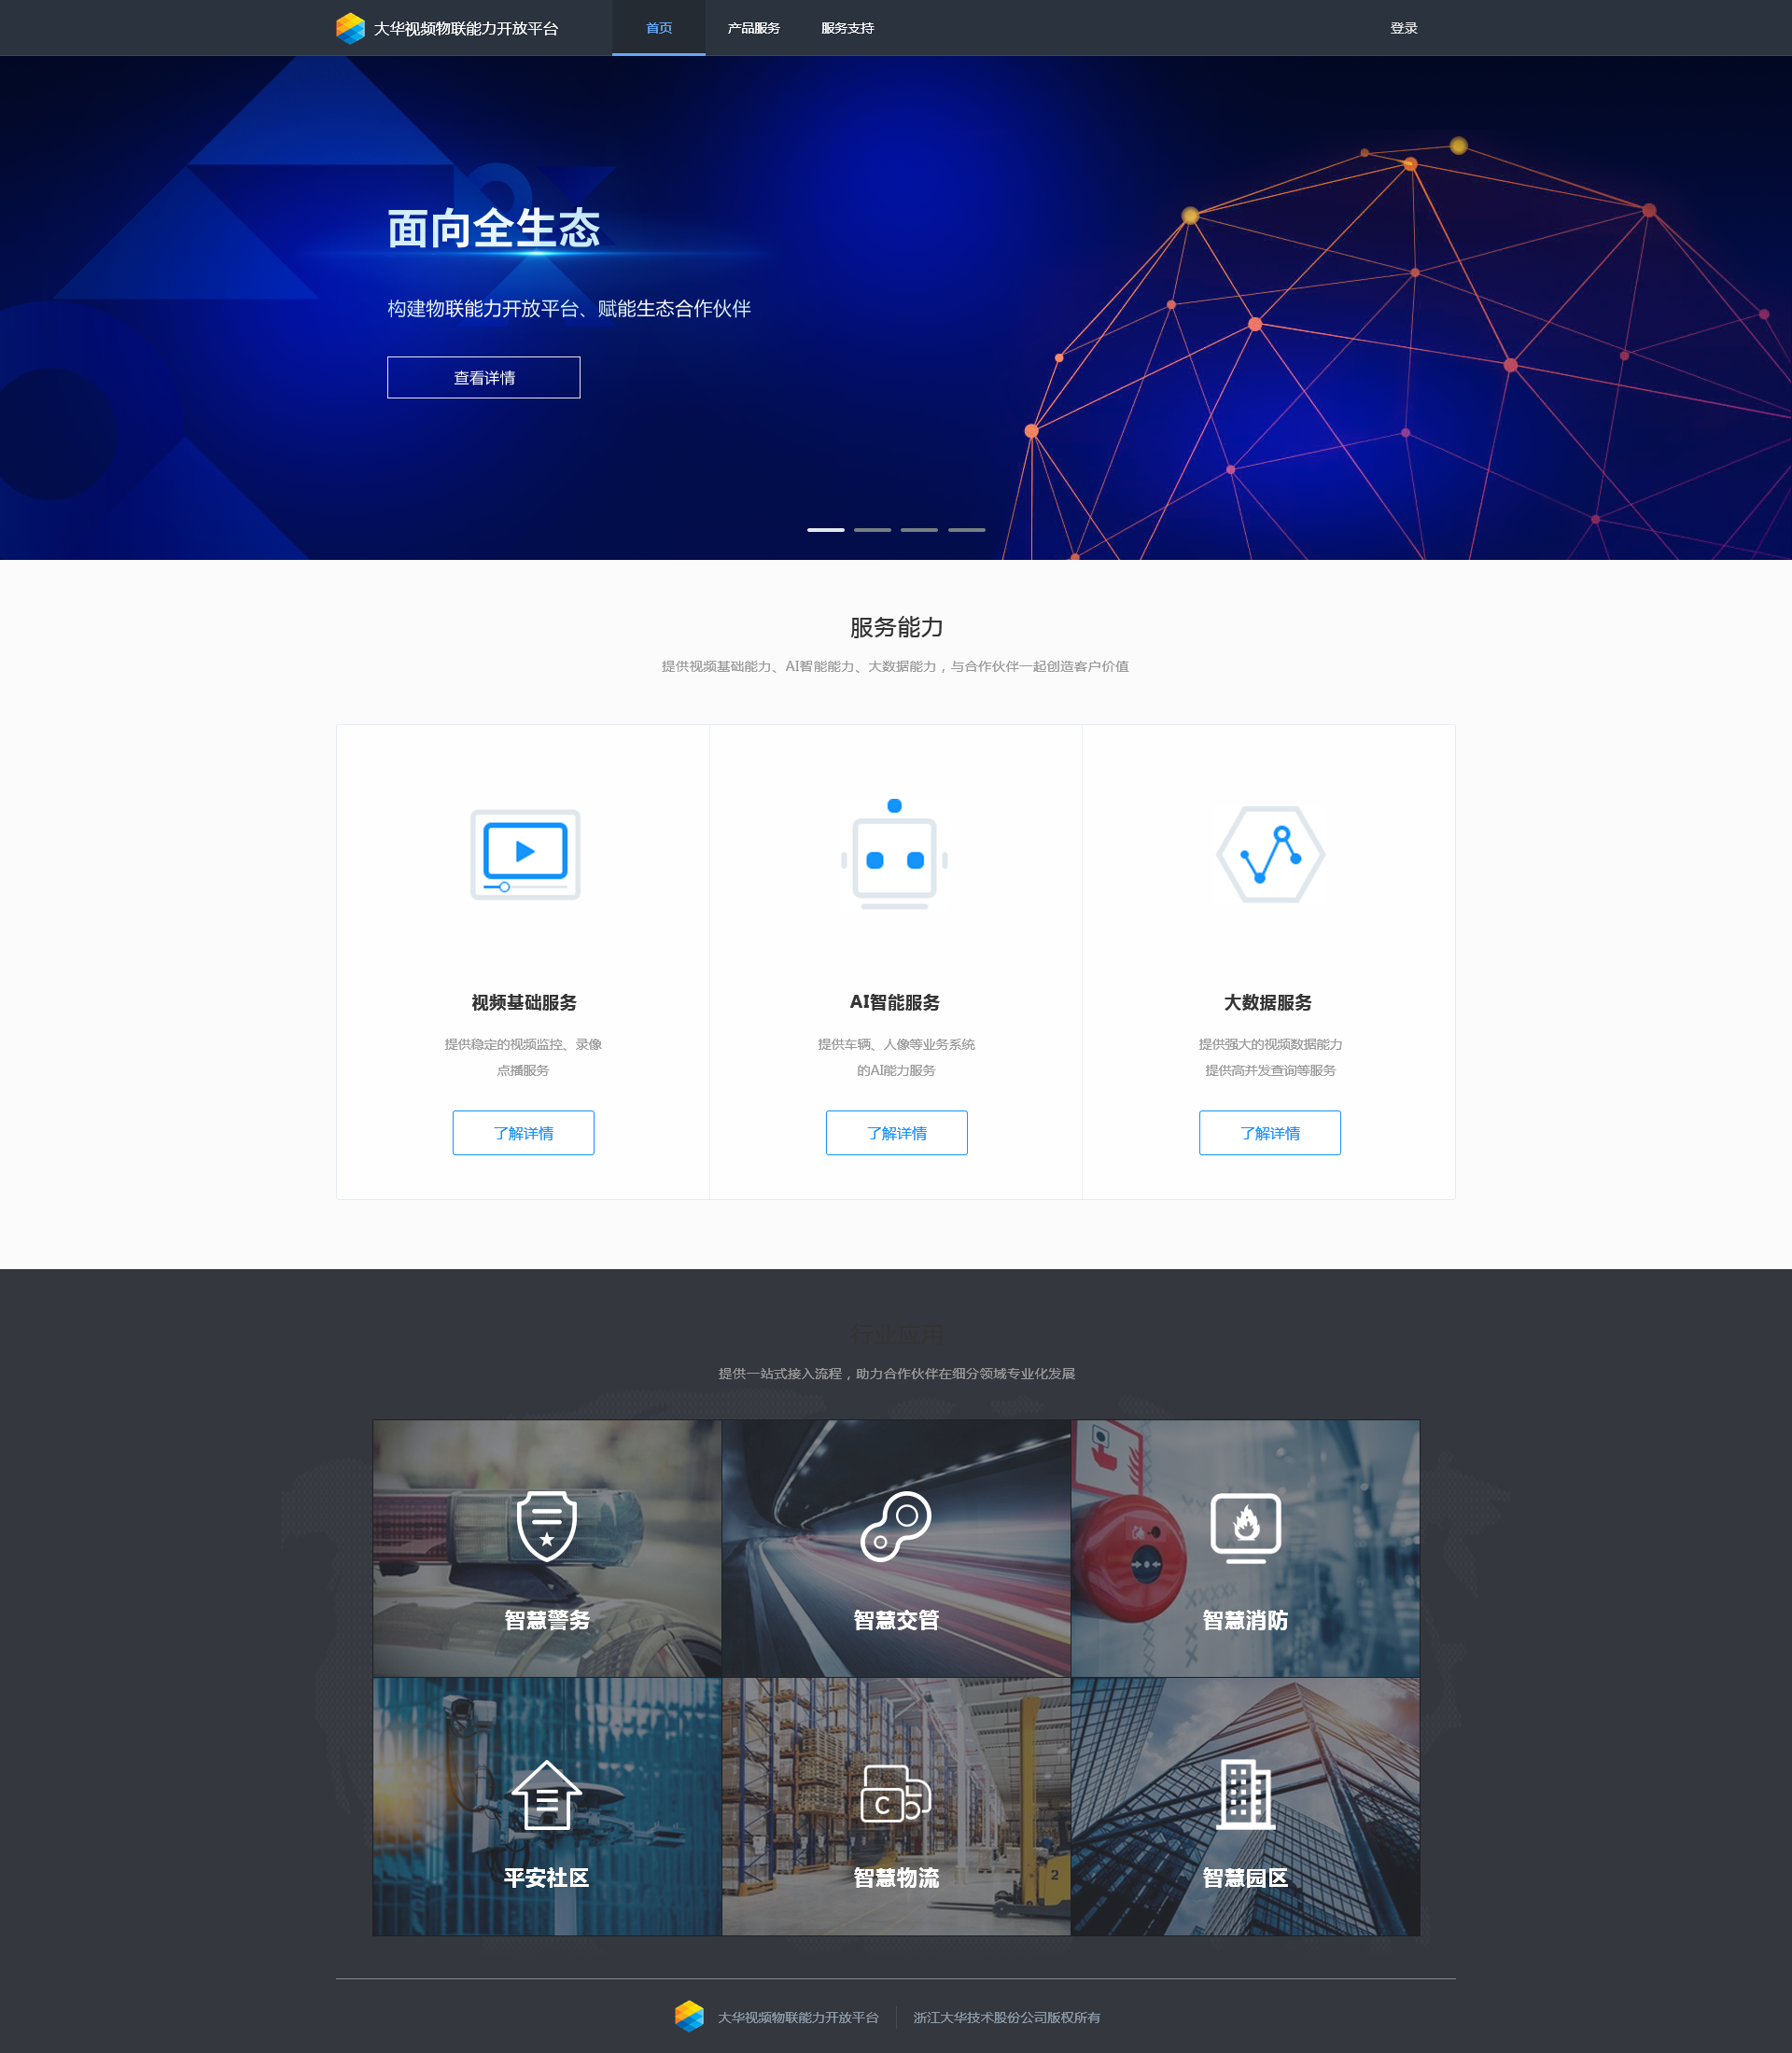 大华视频物联能力开放平台
首页
产品服务
服务支持
登录
面向全生态
构建物联能力开放平台、赋能生态合作伙伴
查看详情
服务能力
提供视频基础能力、AI智能能力、大数据能力，与合作伙伴一起创造客户价值
视频基础服务
提供稳定的视频监控、录像
点播服务
了解详情
AI智能服务
提供车辆、人像等业务系统
的AI能力服务
了解详情
大数据服务
提供强大的视频数据能力
提供高并发查询等服务
了解详情
行业应用
提供一站式接入流程，助力合作伙伴在细分领域专业化发展
智慧警务
智慧交管
智慧消防
平安社区
C
2
智慧物流
智慧园区
大华视频物联能力开放平台
浙江大华技术股份公司版权所有